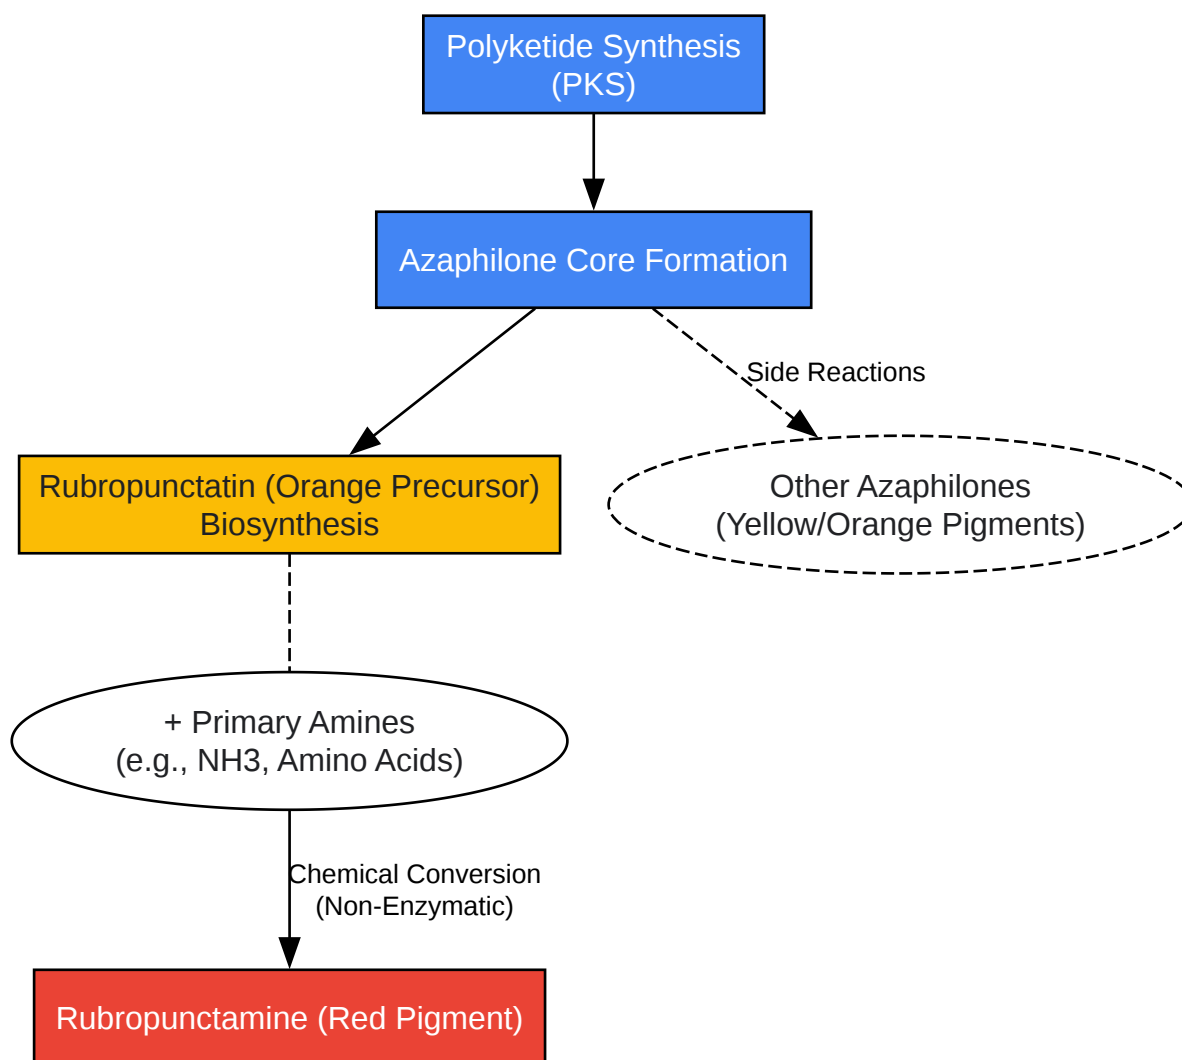 Polyketide Synthesis
(PKS)
Azaphilone Core Formation
Side Reactions
Rubropunctatin (Orange Precursor)
Biosynthesis
Other Azaphilones
(Yellow/Orange Pigments)
+ Primary Amines
(e.g., NH3, Amino Acids)
Chemical Conversion
(Non-Enzymatic)
Rubropunctamine (Red Pigment)